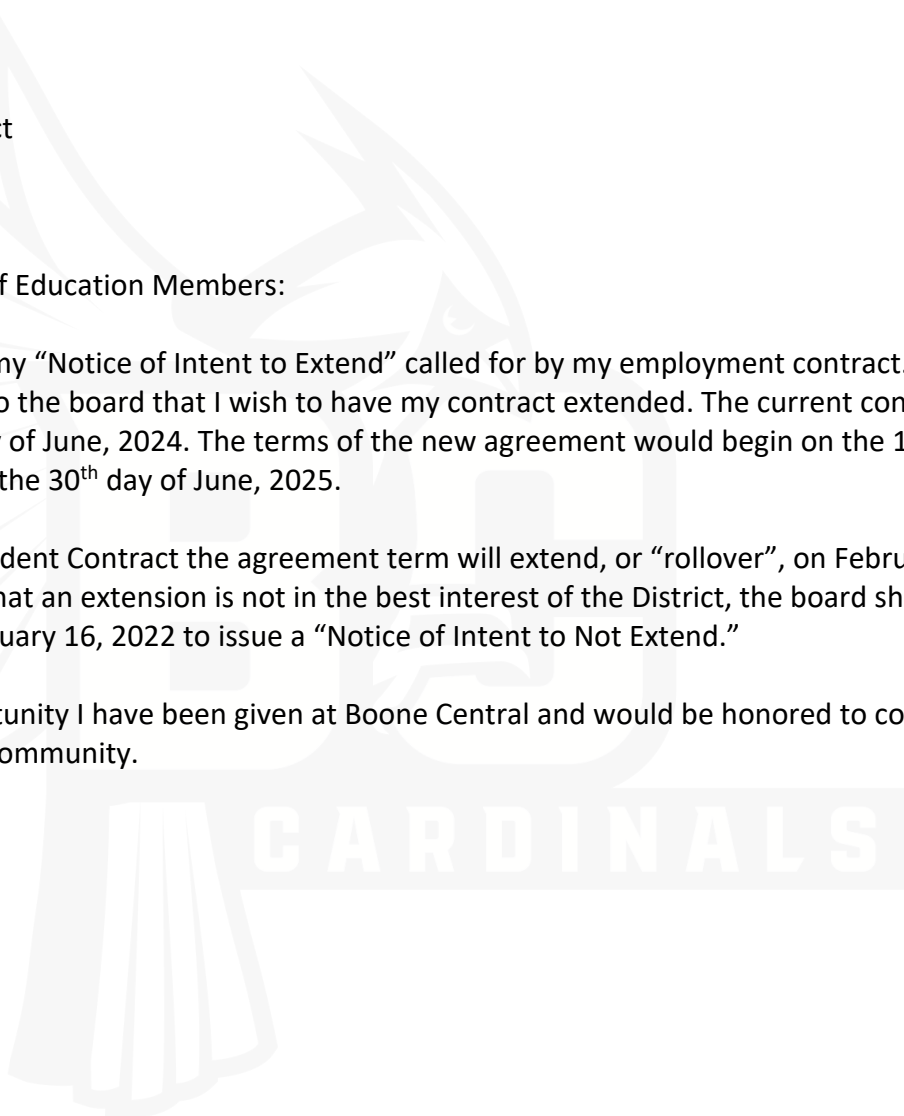 ct
f Education Members:
my “Notice of Intent to Extend” called for by my employment contract.
o the board that I wish to have my contract extended. The current con
y of June, 2024. The terms of the new agreement would begin on the 1
the 30th day of June, 2025.
dent Contract the agreement term will extend, or “rollover”, on Febru
hat an extension is not in the best interest of the District, the board sh
uary 16, 2022 to issue a “Notice of Intent to Not Extend.”
tunity I have been given at Boone Central and would be honored to co
ommunity.
BC
CARDINALS